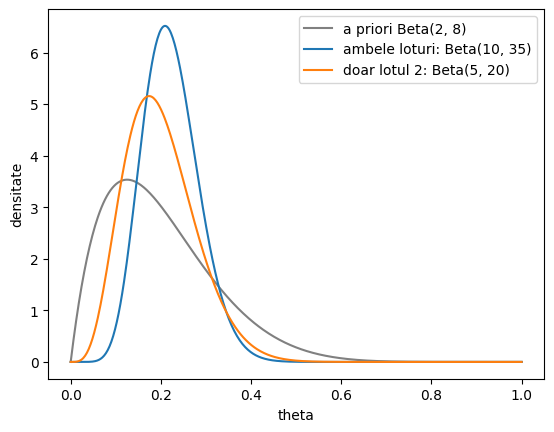 a priori Beta(2, 8)
ambele loturi: Beta(10, 35)
doar lotul 2: Beta(5, 20)
densitate
6
5
4
3
2
1
0
0.0 0.2 0.4 0.6 0.8 1.0
theta